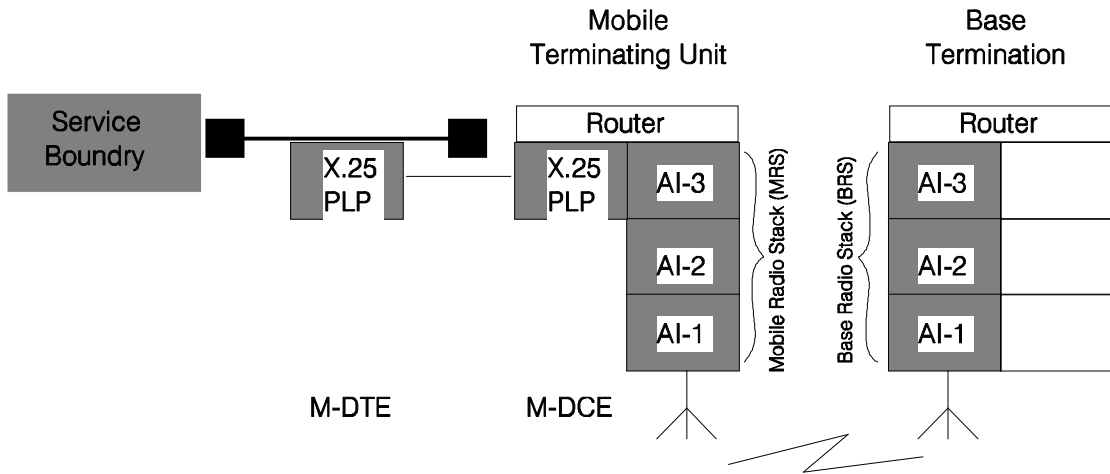 Mobile
Terminating Unit
Base
Termination
Service
Boundry
Router
Router
X.25
PLP
X.25
PLP
AI-3
AI-2
AI-1
Mobile Radio Stack (MRS)
Base Radio Stack (BRS)
AI-3
AI-2
AI-1
M-DTE
M-DCE